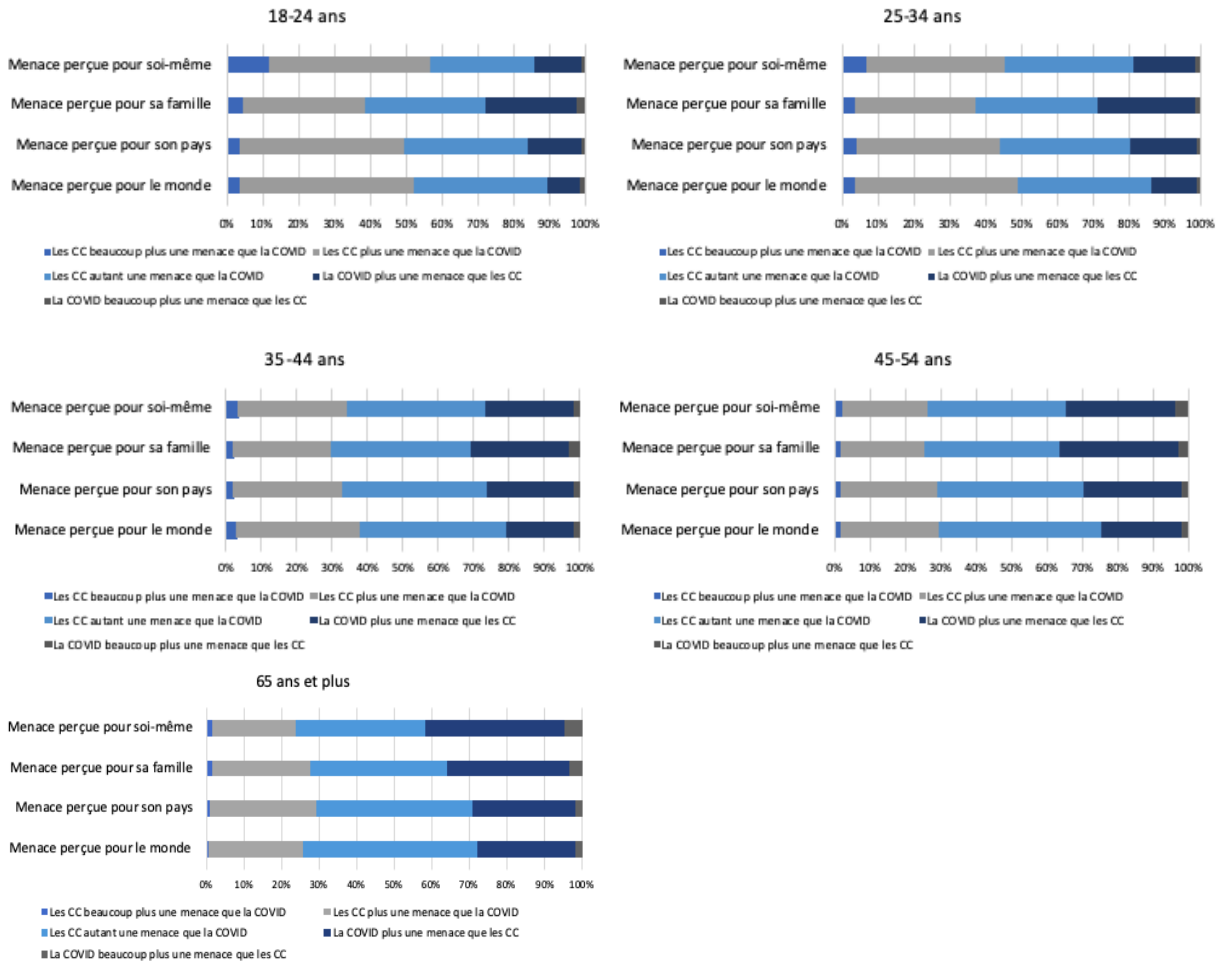 18-24 ans
Menace perçue pour soi-même
Menace perçue pour sa famille
Menace perçue pour son pays
Menace perçue pour le monde
0% 10% 20% 30% 40% 50% 60% 70% 80% 90% 100%
Les CC beaucoup plus une menace que la COVID Les CC plus une menace que la COVID
Les CC autant une menace que la COVID La COVID plus une menace que les CC
La COVID beaucoup plus une menace que les CC
25-34 ans
Menace perçue pour soi-même
Menace perçue pour sa famille
Menace perçue pour son pays
Menace perçue pour le monde
0% 10% 20% 30% 40% 50% 60% 70% 80% 90% 100%
Les CC beaucoup plus une menace que la COVID Les CC plus une menace que la COVID
Les CC autant une menace que la COVID La COVID plus une menace que les CC
La COVID beaucoup plus une menace que les CC
35-44 ans
Menace perçue pour soi-même
Menace perçue pour sa famille
Menace perçue pour son pays
Menace perçue pour le monde
0% 10% 20% 30% 40% 50% 60% 70% 80% 90% 100%
Les CC beaucoup plus une menace que la COVID Les CC plus une menace que la COVID
Les CC autant une menace que la COVID La COVID plus une menace que les CC
La COVID beaucoup plus une menace que les CC
45-54 ans
Menace perçue pour soi-même
Menace perçue pour sa famille
Menace perçue pour son pays
Menace perçue pour le monde
0% 10% 20% 30% 40% 50% 60% 70% 80% 90% 100%
Les CC beaucoup plus une menace que la COVID Les CC plus une menace que la COVID
Les CC autant une menace que la COVID La COVID plus une menace que les CC
La COVID beaucoup plus une menace que les CC
65 ans et plus
Menace perçue pour soi-même
Menace perçue pour sa famille
Menace perçue pour son pays
Menace perçue pour le monde
0% 10% 20% 30% 40% 50% 60% 70% 80% 90% 100%
Les CC beaucoup plus une menace que la COVID Les CC plus une menace que la COVID
Les CC autant une menace que la COVID La COVID plus une menace que les CC
La COVID beaucoup plus une menace que les CC